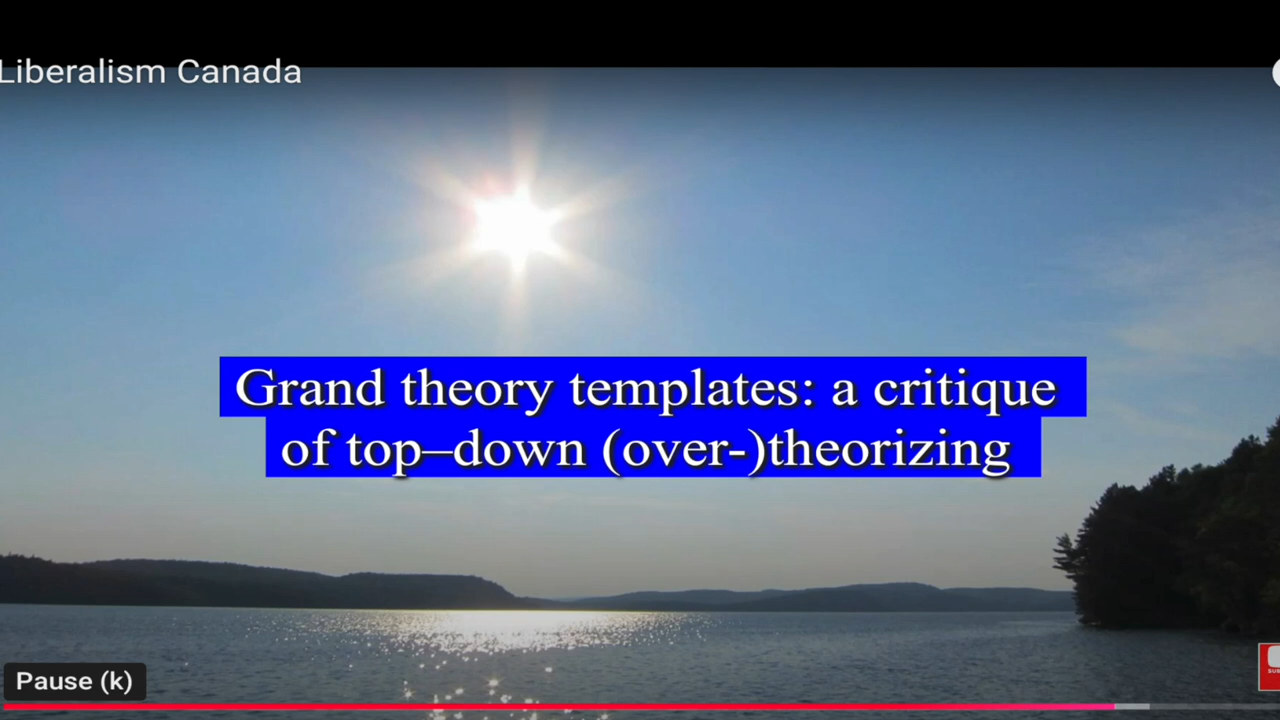 Liberalism Canada
Grand theory templates: a critique
of top–down (over-)theorizing
Pause (k)